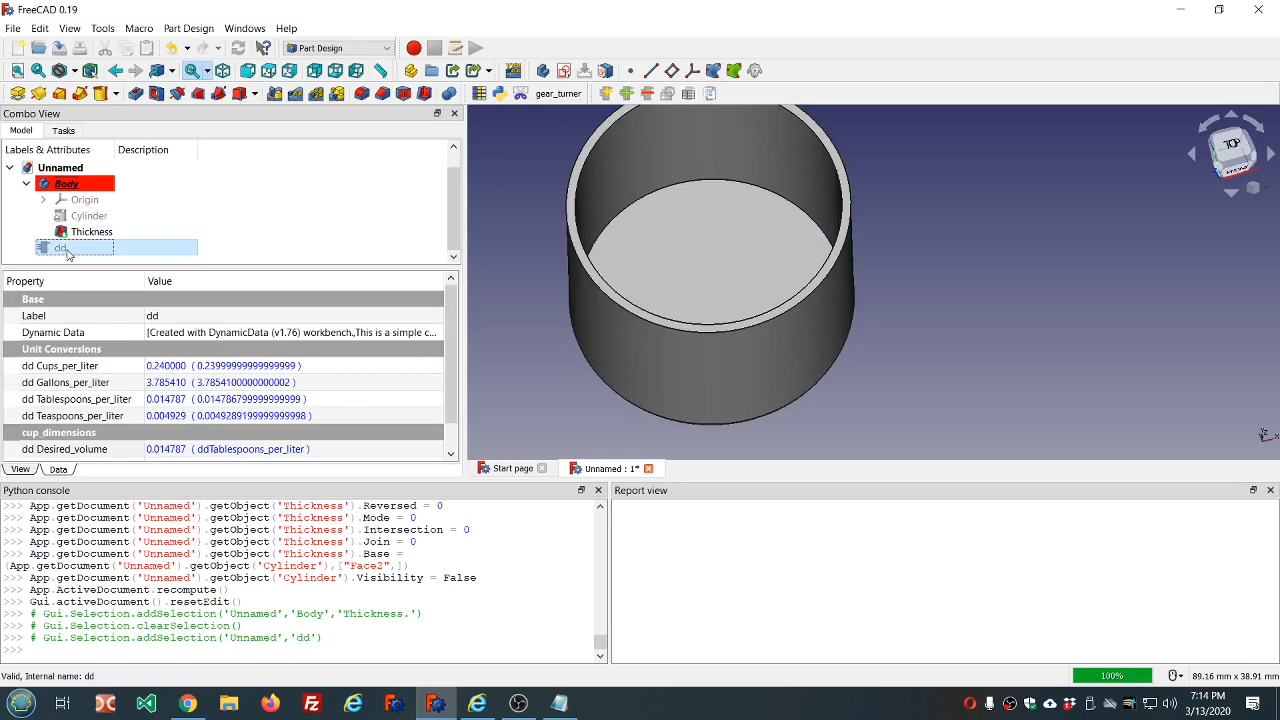 FreeCAD 0.19
File Edit View Tools Macro Part Design Windows Help
Part Design
gear_turner
Combo View
Model Tasks
Labels & Attributes Description
Unnamed
Body
Origin
Cylinder
Thickness
dd
Property Value
Base
Label dd
Dynamic Data [Created with DynamicData (v1.76) workbench.,This is a simple c...
Unit Conversions
dd Cups_per_liter 0.240000 ( 0.23999999999999999 )
dd Gallons_per_liter 3.785410 ( 3.7854100000000002 )
dd Tablespoons_per_liter 0.014787 ( 0.014786799999999999 )
dd Teaspoons_per_liter 0.004929 ( 0.0049289199999999998 )
cup_dimensions
dd Desired_volume 0.014787 ( ddTablespoons_per_liter )
View Data
TOP
Start page Unnamed : 1*
Python console
>>> App.getDocument('Unnamed').getObject('Thickness').Reversed = 0
>>> App.getDocument('Unnamed').getObject('Thickness').Mode = 0
>>> App.getDocument('Unnamed').getObject('Thickness').Intersection = 0
>>> App.getDocument('Unnamed').getObject('Thickness').Join = 0
>>> App.getDocument('Unnamed').getObject('Thickness').Base =
(App.getDocument('Unnamed').getObject('Cylinder'),["Face2",])
>>> App.getDocument('Unnamed').getObject('Cylinder').Visibility = False
>>> App.ActiveDocument.recompute()
>>> Gui.activeDocument().resetEdit()
>>> # Gui.Selection.addSelection('Unnamed','Body','Thickness.')
>>> # Gui.Selection.clearSelection()
>>> # Gui.Selection.addSelection('Unnamed','dd')
>>>
Report view
Valid, Internal name: dd
100%
89.16 mm x 38.91 mm
7:14 PM
3/13/2020